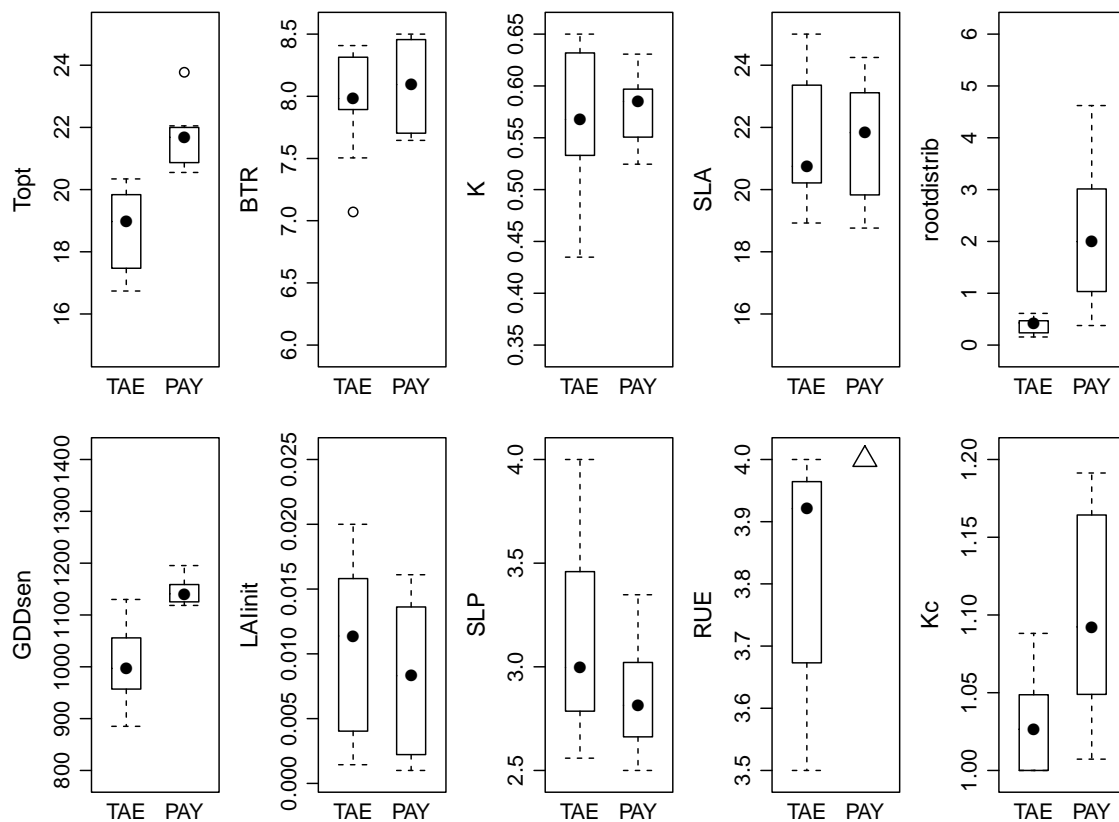 Topt
24
22
20
18
16
TAE PAY
BTR
8.5
8.0
7.5
7.0
6.5
6.0
TAE PAY
K
0.65
0.60
0.55
0.50
0.45
0.40
0.35
TAE PAY
SLA
24
22
20
18
16
TAE PAY
rootdistrib
6
5
4
3
2
1
0
TAE PAY
GDDsen
1400
1300
1200
1100
1000
900
800
TAE PAY
LAIinit
0.025
0.020
0.015
0.010
0.005
0.000
TAE PAY
SLP
4.0
3.5
3.0
2.5
TAE PAY
RUE
4.0
3.9
3.8
3.7
3.6
3.5
TAE PAY
Kc
1.20
1.15
1.10
1.05
1.00
TAE PAY